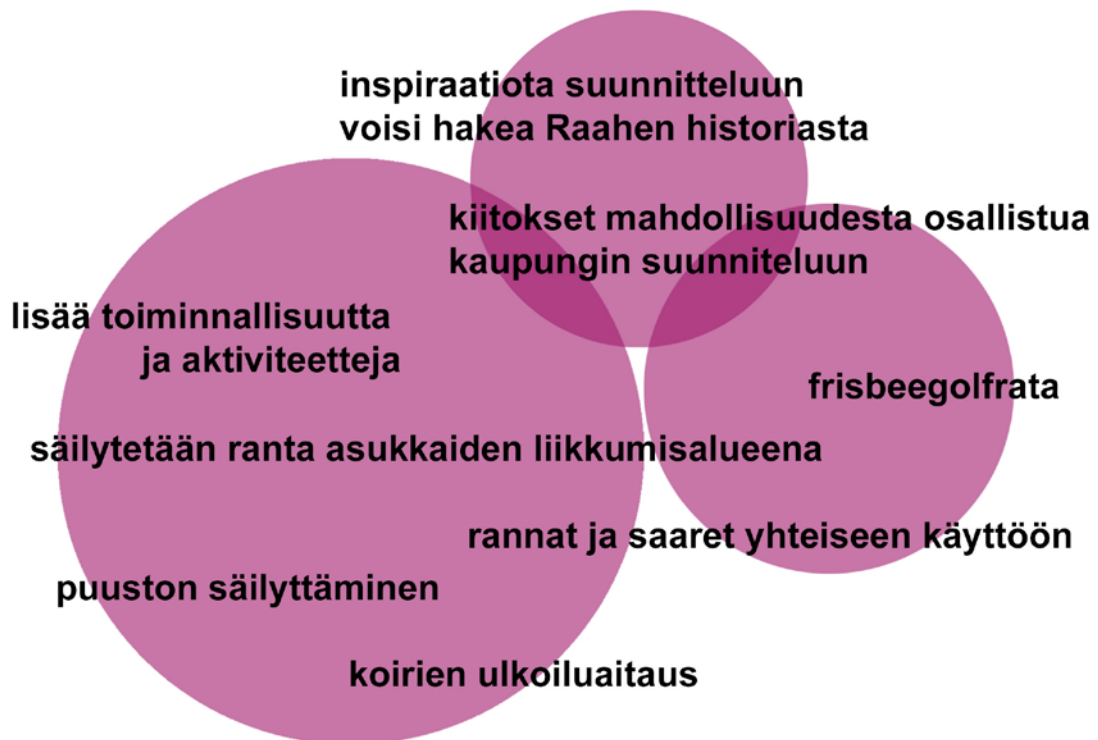 inspiraatiota suunnitteluun
voisi hakea Raahen historiasta
kiitokset mahdollisuudesta osallistua
kaupungin suunniteluun
lisää toiminnallisuutta
ja aktiviteetteja
frisbeegolfrata
säilytetään ranta asukkaiden liikkumisalueena
rannat ja saaret yhteiseen käyttöön
puuston säilyttäminen
koirien ulkoiluaitaus